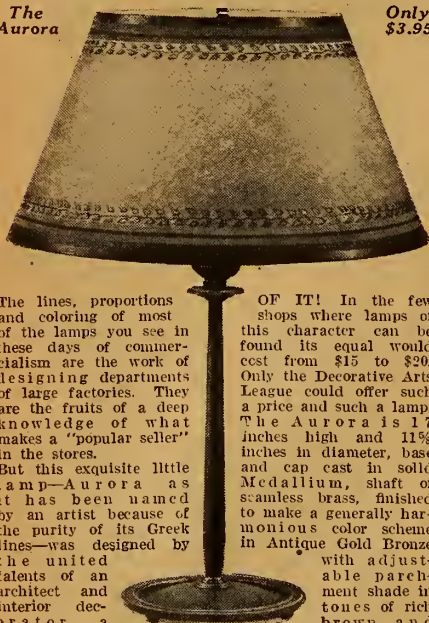 The
Aurora
Only
$3.95
The lines, proportions
and coloring of most
of the lamps you see in
these days of commer-
cialism are the work of
designing departments
of large factories. They
are the fruits of a deep
knowledge of what
makes a "popular seller"
in the stores.
But this exquisite little
Lamp—Aurora as
it has been named
by an artist because of
the purity of its Greek
lines—was designed by
the united
talents of an
architect and
interior dec-
orator, a
OF IT! In the few
shops where lamps of
this character can be
found its equal would
cost from $15 to $20.
Only the Decorative Arts
League could offer such
a price and such a lamp.
The Aurora is 17
inches high and 11½
inches in diameter, base
and cap cast in solid
Medallium, shaft of
seamless brass, finished
to make a generally har-
monious color scheme
in Antique Gold Bronze
with adjust-
able parch-
ment shade in
tones of rich
brown and